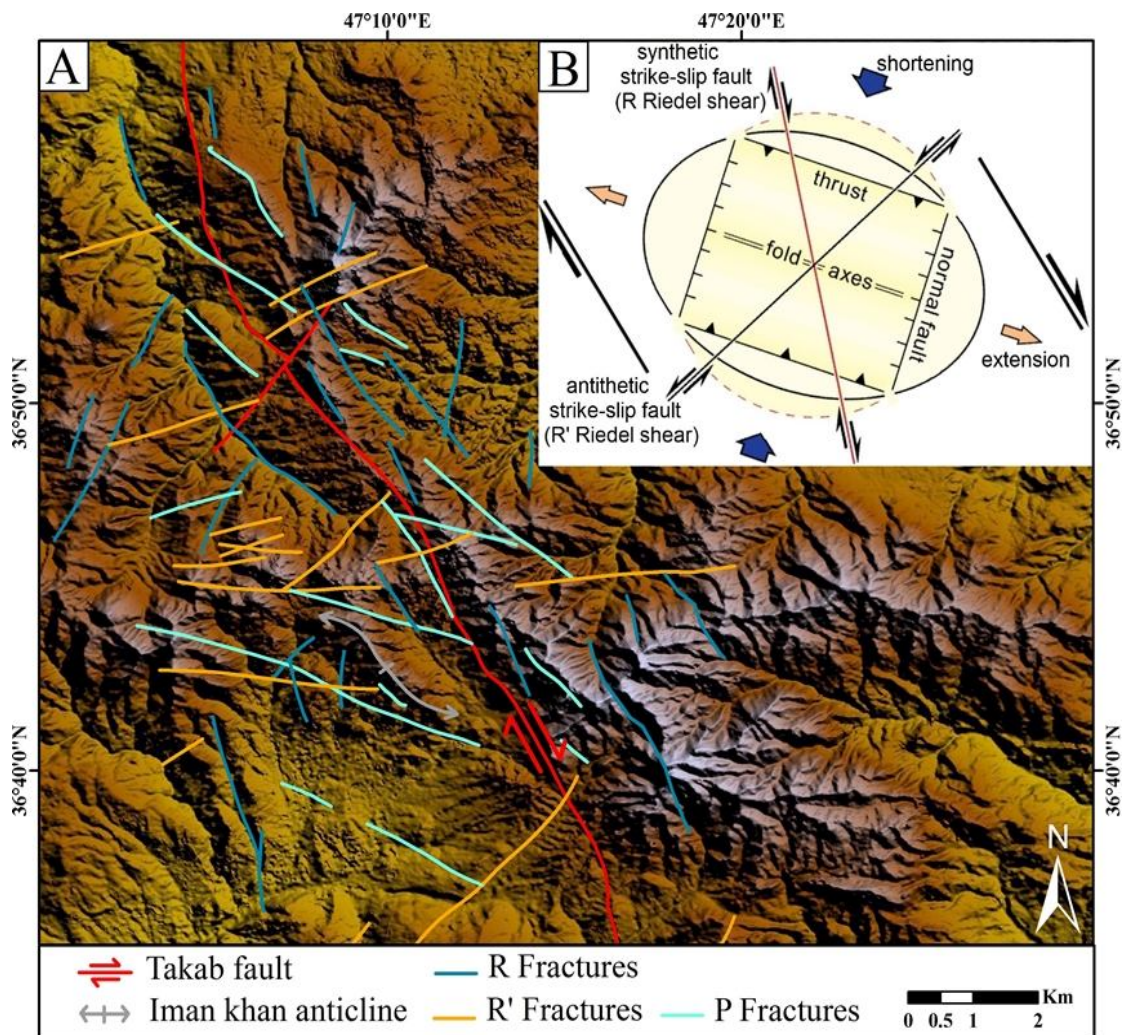 47°10'0"E
47°20'0"E
A
B
synthetic
strike-slip fault
(R Riedel shear)
shortening
thrust
fold
axes
normal fault
extension
antithetic
strike-slip fault
(R' Riedel shear)
36°50'0"N
36°50'0"N
36°40'0"N
36°40'0"N
N
Takab fault
R Fractures
Iman khan anticline
R' Fractures
P Fractures
Km
0 0.5 1 2